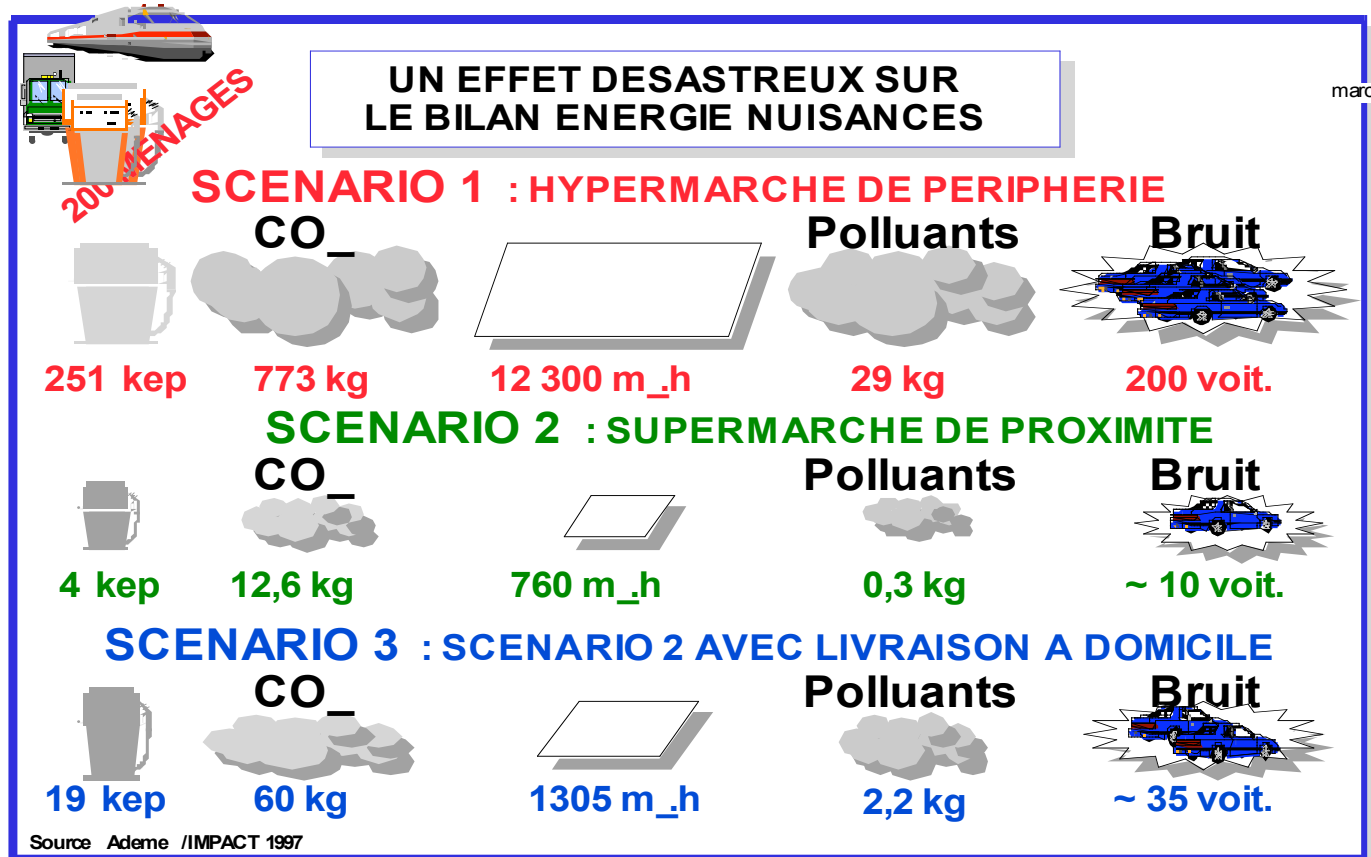 200 MENAGES
UN EFFET DESASTREUX SUR
LE BILAN ENERGIE NUISANCES
marc
SCENARIO 1 : HYPERMARCHE DE PERIPHERIE
CO_ Polluants Bruit
251 kep 773 kg 12 300 m_.h 29 kg 200 voit.
SCENARIO 2 : SUPERMARCHE DE PROXIMITE
CO_ Polluants Bruit
4 kep 12,6 kg 760 m_.h 0,3 kg ~ 10 voit.
SCENARIO 3 : SCENARIO 2 AVEC LIVRAISON A DOMICILE
CO_ Polluants Bruit
19 kep 60 kg 1305 m_.h 2,2 kg ~ 35 voit.
Source Ademe /IMPACT 1997